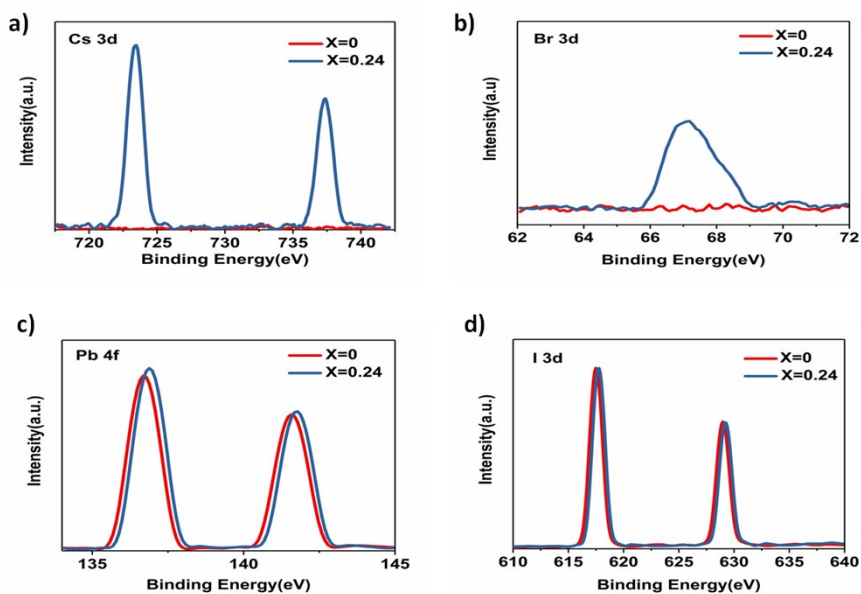 a)
Cs 3d
X=0
X=0.24
Intensity(a.u.)
720 725 730 735 740
Binding Energy(eV)
b)
Br 3d
X=0
X=0.24
Intensity(a.u)
62 64 66 68 70 72
Binding Energy(eV)
c)
Pb 4f
X=0
X=0.24
Intensity(a.u.)
135 140 145
Binding Energy(eV)
d)
I 3d
X=0
X=0.24
Intensity(a.u.)
610 615 620 625 630 635 640
Binding Energy(eV)